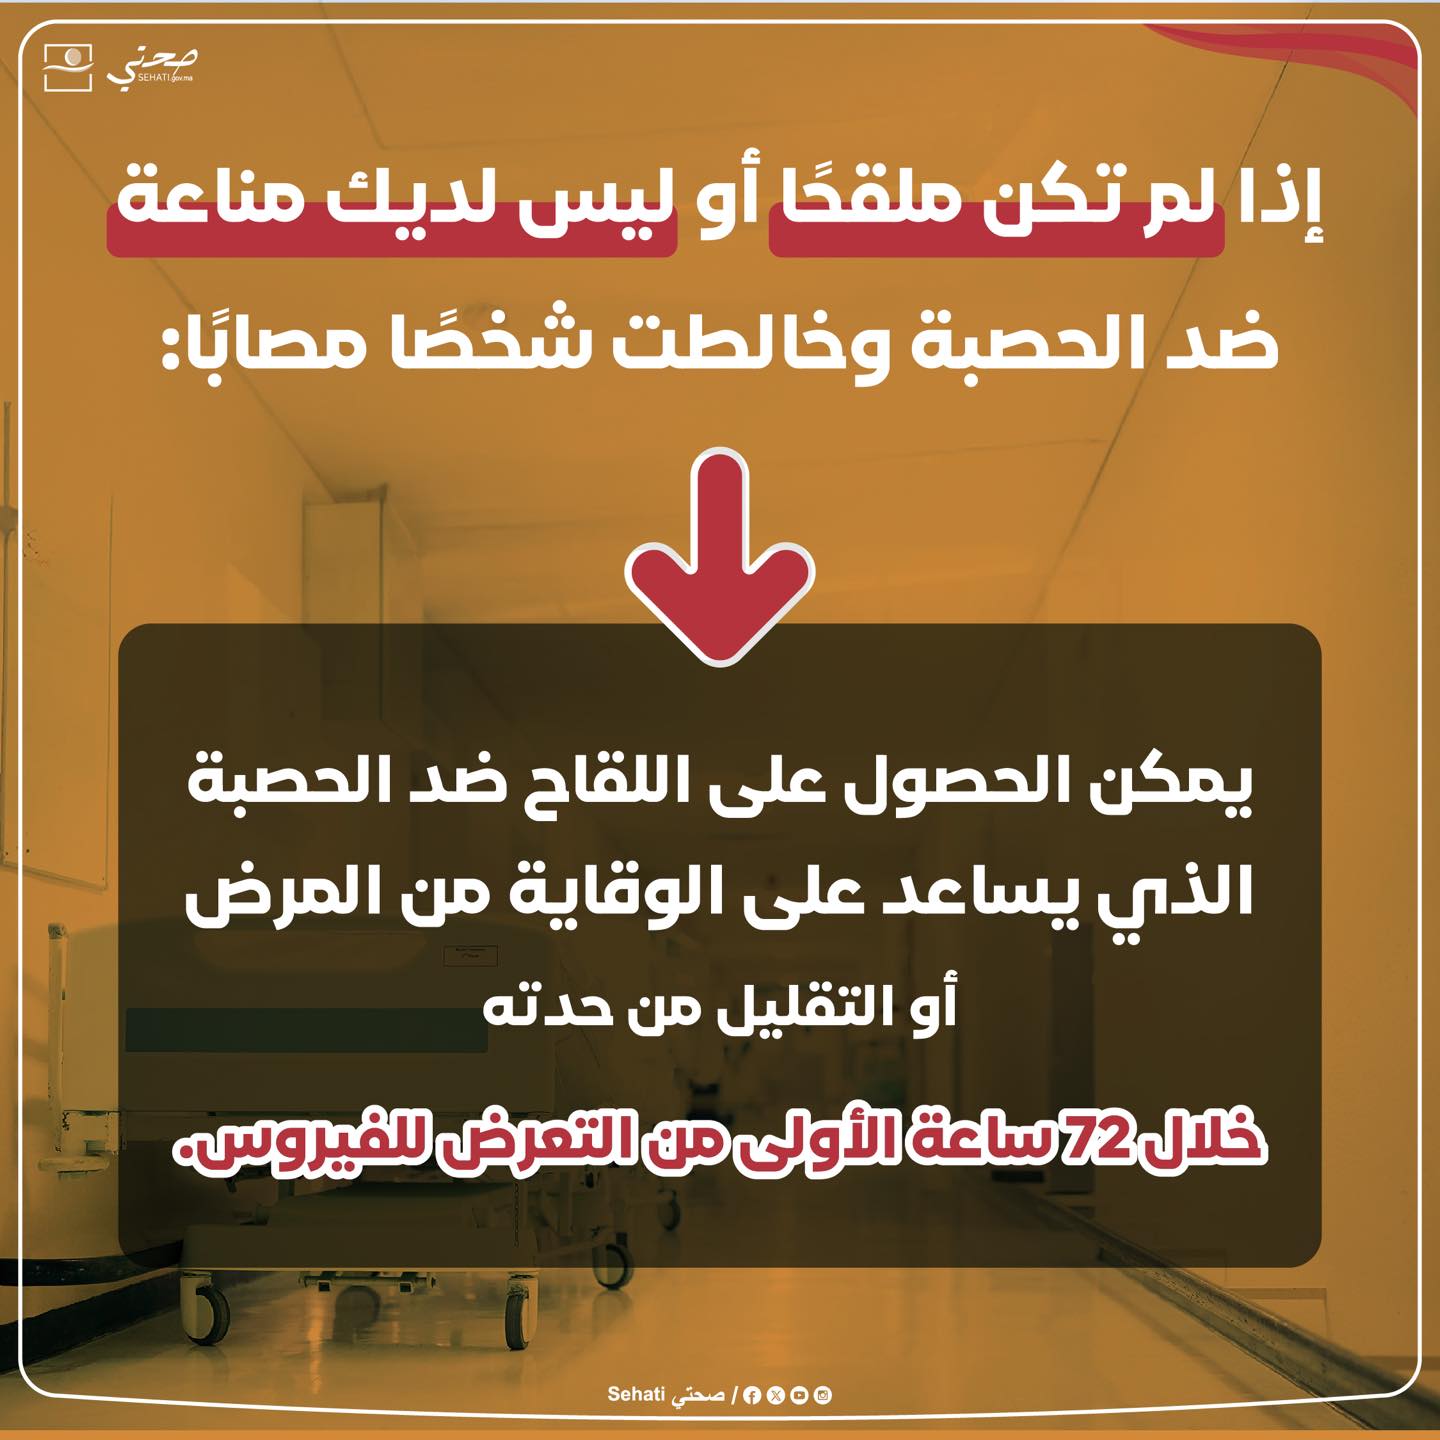 صحتي
SEHATI.gov.ma
إذا لم تكن ملقحًا أو ليس لديك مناعة
ضد الحصبة وخالطت شخصًا مصابًا:
يمكن الحصول على اللقاح ضد الحصبة
الذي يساعد على الوقاية من المرض
أو التقليل من حدته
خلال 72 ساعة الأولى من التعرض للفيروس.
Sehati صحتي /